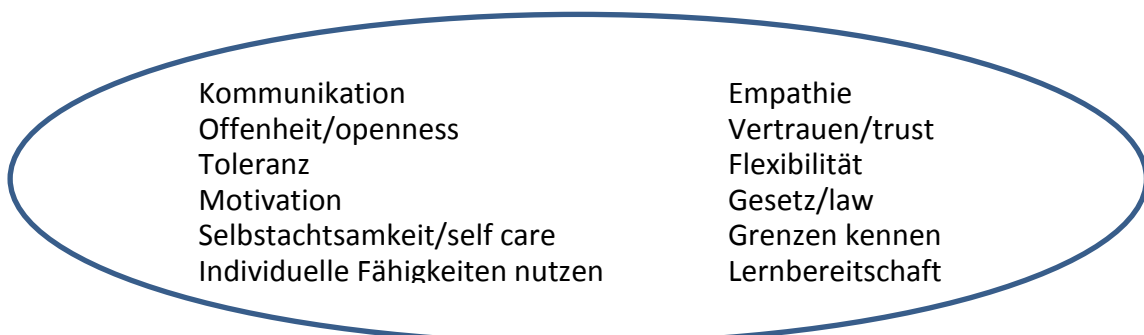 Kommunikation
Offenheit/openness
Toleranz
Motivation
Selbstachtsamkeit/self care
Individuelle Fähigkeiten nutzen
Empathie
Vertrauen/trust
Flexibilität
Gesetz/law
Grenzen kennen
Lernbereitschaft